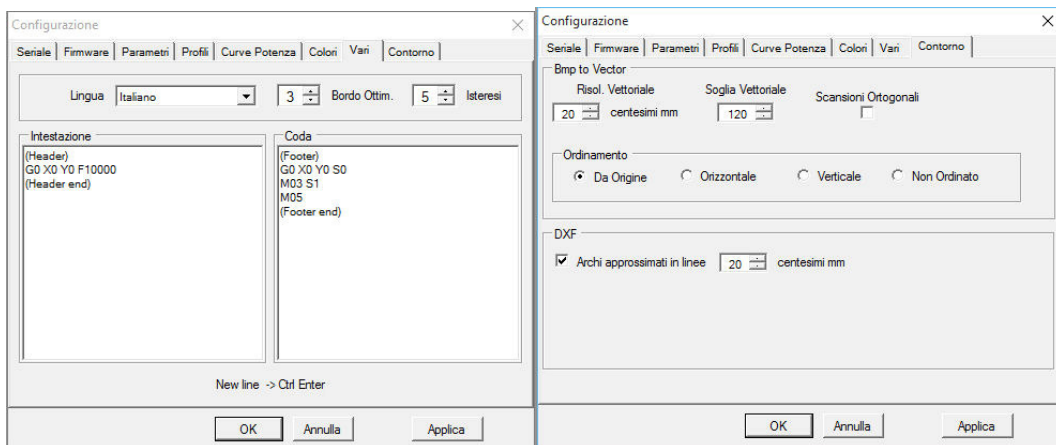 Configurazione
Seriale Firmware Parametri Profili Curve Potenza Colori Vari Contorno
Lingua Italiano 3 Bordo Ottim. 5 Isteresi
Intestazione
(Header)
G0 X0 Y0 F10000
(Header end)
Coda
(Footer)
G0 X0 Y0 S0
M03 S1
M05
(Footer end)
New line -> Ctrl Enter
OK Annulla Applica
Configurazione
Seriale Firmware Parametri Profili Curve Potenza Colori Vari Contorno
Bmp to Vector
Risol. Vettoriale Soglia Vettoriale Scansioni Ortogonali
20 centesimi mm 120
Ordinamento
Da Origine Orizzontale Verticale Non Ordinato
DXF
Archi approssimati in linee 20 centesimi mm
OK Annulla Applica